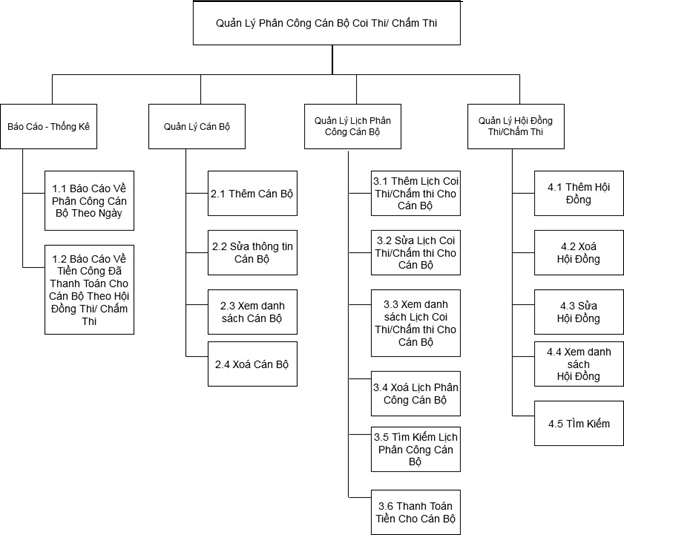 Quản Lý Phân Công Cán Bộ Coi Thi/ Chấm Thi
Báo Cáo - Thống Kê
Quản Lý Cán Bộ
Quản Lý Lịch Phân
Công Cán Bộ
Quản Lý Hội Đồng
Thi/Chấm Thi
1.1 Báo Cáo Về
Phân Công Cán
Bộ Theo Ngày
1.2 Báo Cáo Về
Tiền Công Đã
Thanh Toán Cho
Cán Bộ Theo Hội
Đồng Thi/ Chấm
Thi
2.1 Thêm Cán Bộ
2.2 Sửa thông tin
Cán Bộ
2.3 Xem danh
sách Cán Bộ
2.4 Xoá Cán Bộ
3.1 Thêm Lịch Coi
Thi/Chấm thi Cho
Cán Bộ
3.2 Sửa Lịch Coi
Thi/Chấm thi Cho
Cán Bộ
3.3 Xem danh
sách Lịch Coi
Thi/Chấm thi Cho
Cán Bộ
3.4 Xoá Lịch Phân
Công Cán Bộ
3.5 Tìm Kiếm Lịch
Phân Công Cán
Bộ
3.6 Thanh Toán
Tiền Cho Cán Bộ
4.1 Thêm Hội
Đồng
4.2 Xoá
Hội Đồng
4.3 Sửa
Hội Đồng
4.4 Xem danh
sách
Hội Đồng
4.5 TÌm Kiếm